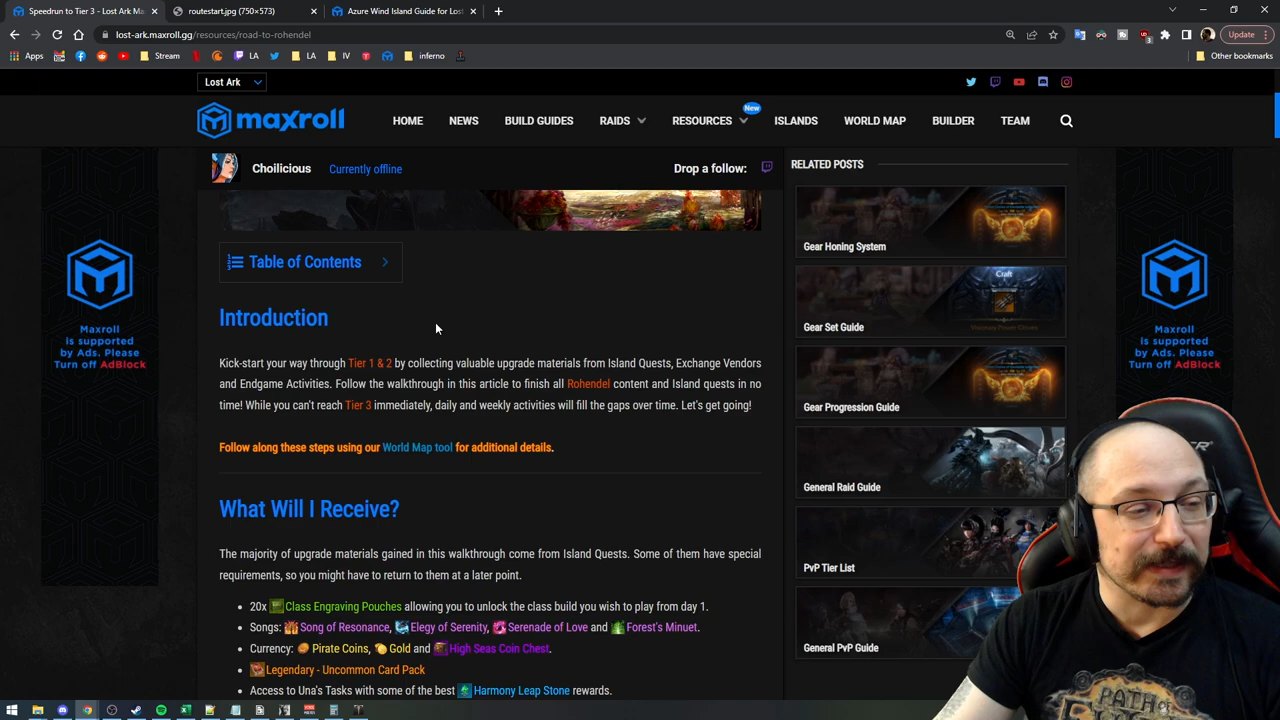 Speedrun to Tier 3 - Lost Ark Ma
routestart.jpg (750×573)
Azure Wind Island Guide for Lost
lost-ark.maxroll.gg/resources/road-to-rohendel
Update
Apps
Stream
LA
LA
IV
inferno
Other bookmarks
Lost Ark
maxroll
HOME
NEWS
BUILD GUIDES
RAIDS
RESOURCES
New
ISLANDS
WORLD MAP
BUILDER
TEAM
Choilicious
Currently offline
Drop a follow:
RELATED POSTS
Table of Contents
Introduction
Kick-start your way through Tier 1 & 2 by collecting valuable upgrade materials from Island Quests, Exchange Vendors
and Endgame Activities. Follow the walkthrough in this article to finish all Rohendel content and Island quests in no
time! While you can't reach Tier 3 immediately, daily and weekly activities will fill the gaps over time. Let's get going!
Follow along these steps using our World Map tool for additional details.
What Will I Receive?
The majority of upgrade materials gained in this walkthrough come from Island Quests. Some of them have special
requirements, so you might have to return to them at a later point.
• 20x Class Engraving Pouches allowing you to unlock the class build you wish to play from day 1.
• Songs: Song of Resonance, Elegy of Serenity, Serenade of Love and Forest's Minuet.
• Currency: Pirate Coins, Gold and High Seas Coin Chest.
• Legendary - Uncommon Card Pack
• Access to Una's Tasks with some of the best Harmony Leap Stone rewards.
Gear Honing System
Craft
Gear Set Guide
Gear Progression Guide
General Raid Guide
PvP Tier List
General PvP Guide
Maxroll
is supported
by Ads. Please
Turn off AdBlock
Maxroll
is supported
by Ads. Please
Turn off AdBlock
PATH OF